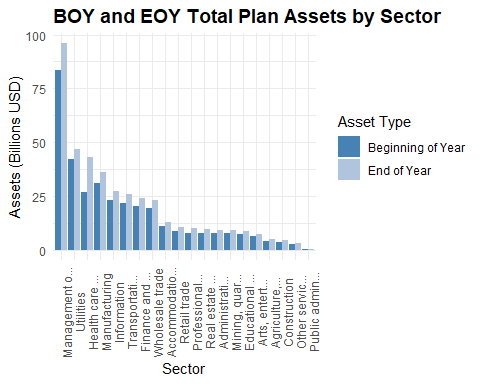 BOY and EOY Total Plan Assets by Sector
Assets (Billions USD)
100
75
50
25
0
Management o...
Utilities
Health care, ...
Manufacturing
Information
Transportati...
Finance and ...
Wholesale trade
Accommodatio...
Retail trade
Professional...
Real estate ...
Administrati...
Mining, quar...
Educational ...
Arts, entert...
Agriculture,...
Construction
Other servic...
Public admin...
Sector
Asset Type
Beginning of Year
End of Year